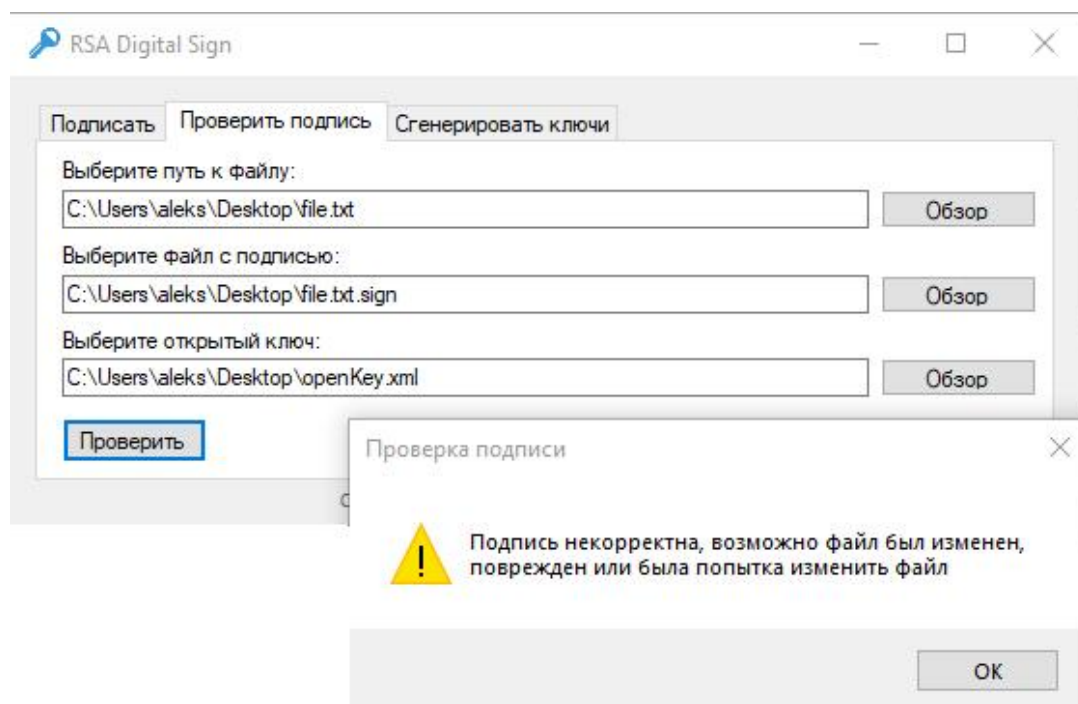 RSA Digital Sign
Подписать Проверить подпись Сгенерировать ключи
Выберите путь к файлу:
C:\Users\aleks\Desktop\file.txt Обзор
Выберите файл с подписью:
C:\Users\aleks\Desktop\file.txt.sign Обзор
Выберите открытый ключ:
C:\Users\aleks\Desktop\openKey.xml Обзор
Проверить
Проверка подписи
Подпись некорректна, возможно файл был изменен,
поврежден или была попытка изменить файл
ОК